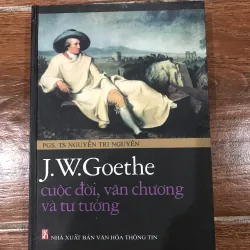 PGS. TS NGUYỄN TRI NGUYÊN
J.W.Goethe
cuộc đời, văn chương
và tư tưởng
NHÀ XUẤT BẢN VĂN HÓA THÔNG TIN